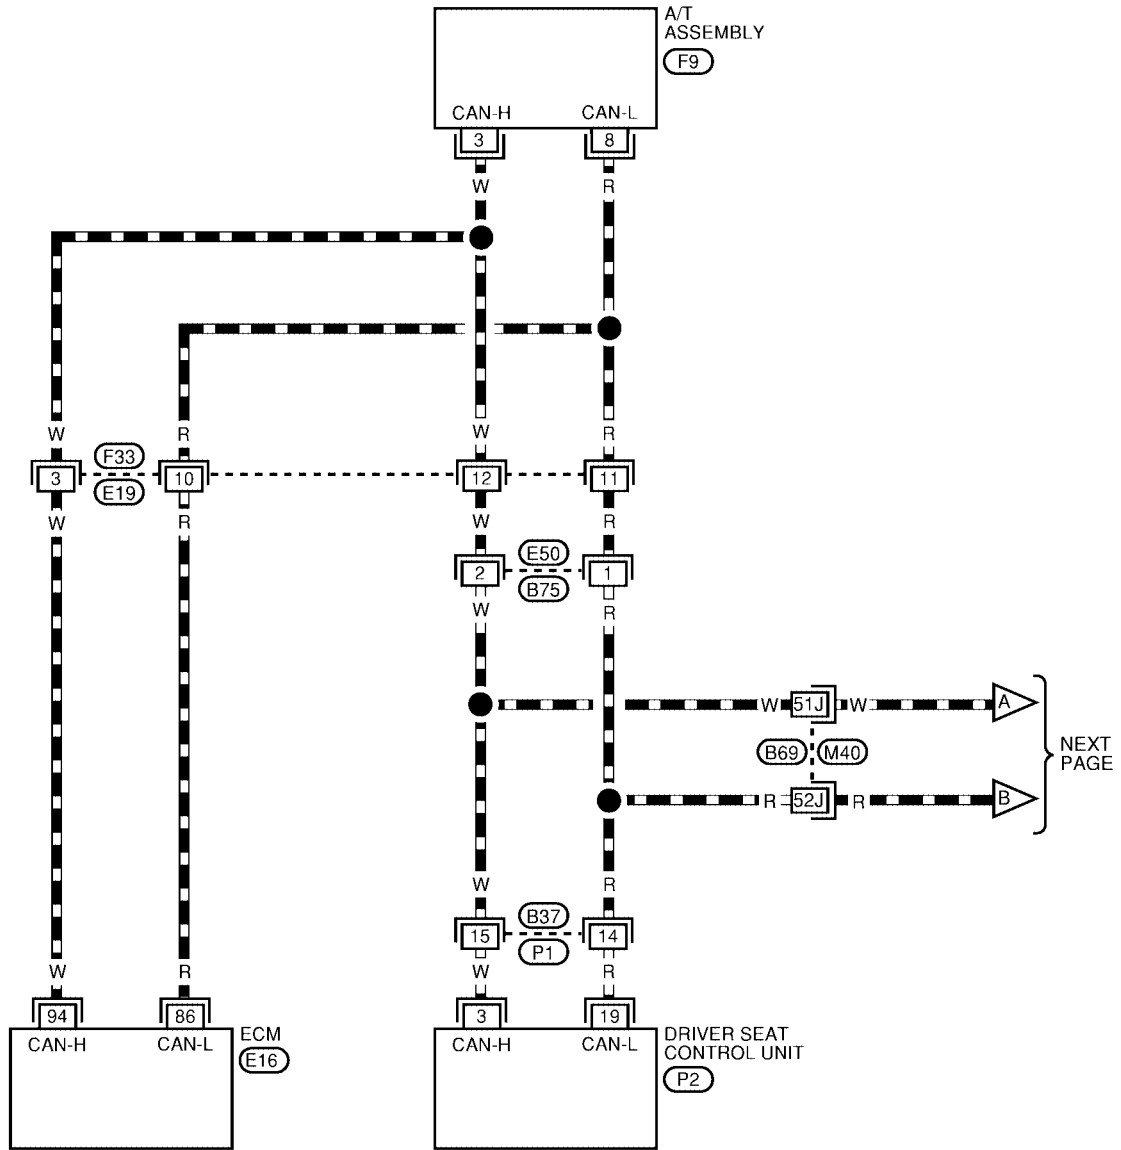 A/T
ASSEMBLY
F9
CAN-H CAN-L
3 8
W R
W R W R
F33
3 10 12 11
E19
W R W R
E50
2 1
B75
W R
W 51J W A
B69 M40
NEXT
PAGE
R 52J R B
W R
B37
15 14
P1
W R W R
94 86 3 19
ECM
E16
DRIVER SEAT
CONTROL UNIT
P2
CAN-H CAN-L CAN-H CAN-L